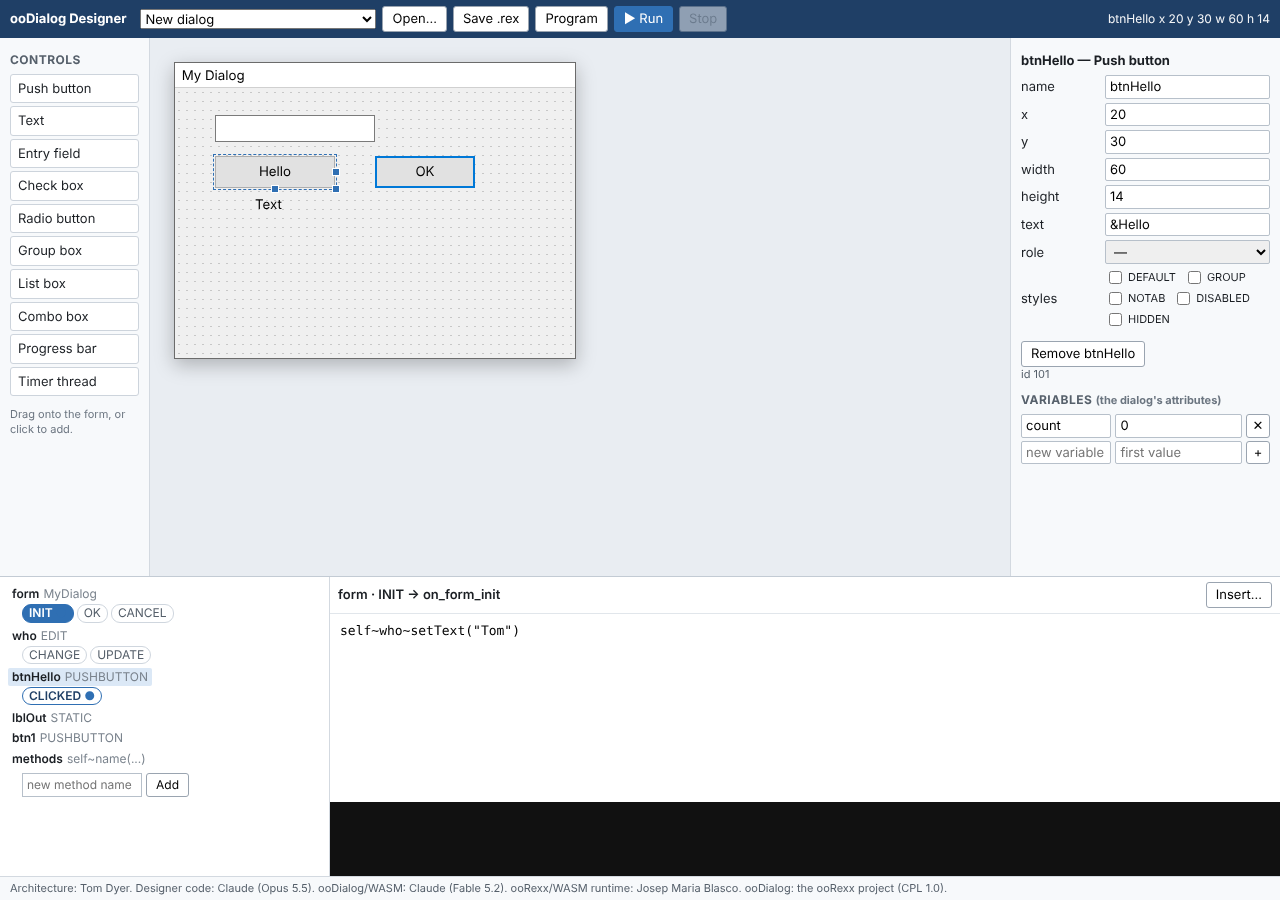 ooDialog Designer New dialog Open... Save .rex Program ▶ Run Stop btnHello x 20 y 30 w 60 h 14
CONTROLS
Push button
Text
Entry field
Check box
Radio button
Group box
List box
Combo box
Progress bar
Timer thread
Drag onto the form, or
click to add.
My Dialog
Hello OK
Text
btnHello — Push button
name btnHello
x 20
y 30
width 60
height 14
text &Hello
role —
DEFAULT GROUP
styles NOTAB DISABLED
HIDDEN
Remove btnHello
id 101
VARIABLES (the dialog's attributes)
count 0 ✕
new variable first value +
form MyDialog
INIT OK CANCEL
who EDIT
CHANGE UPDATE
btnHello PUSHBUTTON
CLICKED ●
lblOut STATIC
btn1 PUSHBUTTON
methods self~name(...)
new method name Add
form · INIT → on_form_init Insert...
self~who~setText("Tom")
Architecture: Tom Dyer. Designer code: Claude (Opus 5.5). ooDialog/WASM: Claude (Fable 5.2). ooRexx/WASM runtime: Josep Maria Blasco. ooDialog: the ooRexx project (CPL 1.0).